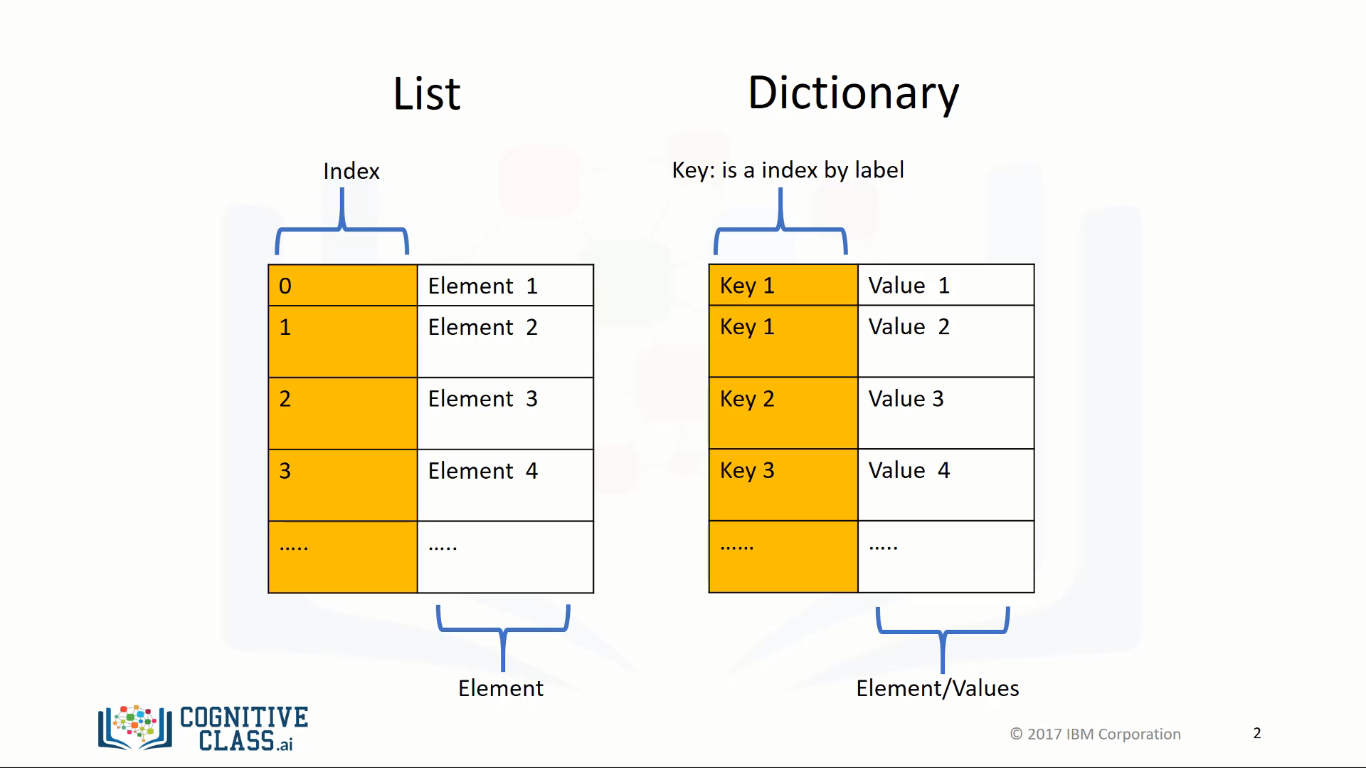 List
Dictionary
Index
Key: is a index by label
0 Element 1
1 Element 2
2 Element 3
3 Element 4
..... .....
Key 1 Value 1
Key 1 Value 2
Key 2 Value 3
Key 3 Value 4
...... .....
Element
Element/Values
COGNITIVE
CLASS.ai
© 2017 IBM Corporation
2